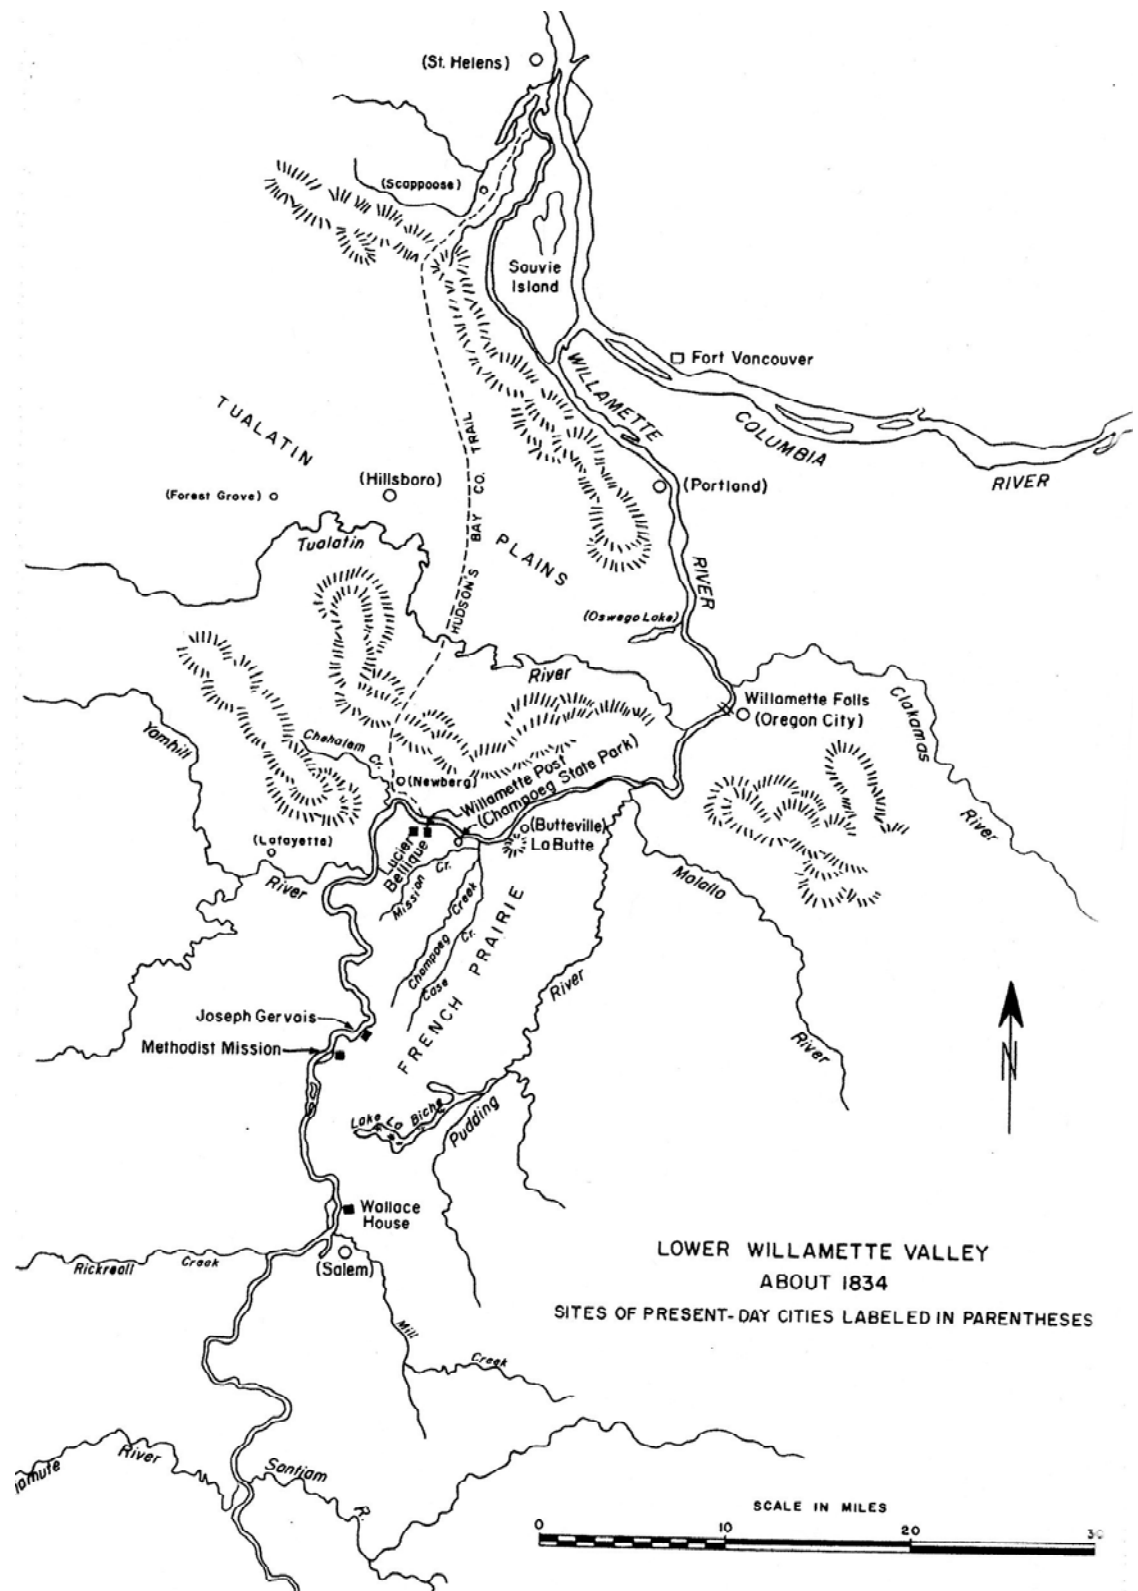 (St. Helens)
(Scappoose)
Sauvie
Island
Fort Vancouver
WILLAMETTE
COLUMBIA
RIVER
TUALATIN
HUDSON'S BAY CO. TRAIL
(Hillsboro)
(Forest Grove)
(Portland)
Tualatin
PLAINS
RIVER
(Oswego Lake)
River
Willamette Falls
(Oregon City)
Clakamas
Yamhill
Chehalem Cr.
(Newberg)
Willamette Post
(Champoeg State Park)
River
(Butteville)
La Butte
(Lafayette)
River
Lucier
Bellique
Mission Cr.
Champoeg Creek
Case Cr.
FRENCH PRAIRIE
Molalla
River
River
Joseph Gervais
Methodist Mission
N
Lake La Biche
Pudding
Wallace
House
Rickreall Creek
(Salem)
Mill
Creek
LOWER WILLAMETTE VALLEY
ABOUT 1834
SITES OF PRESENT-DAY CITIES LABELED IN PARENTHESES
River
Santiam
R.
SCALE IN MILES
0 10 20 30